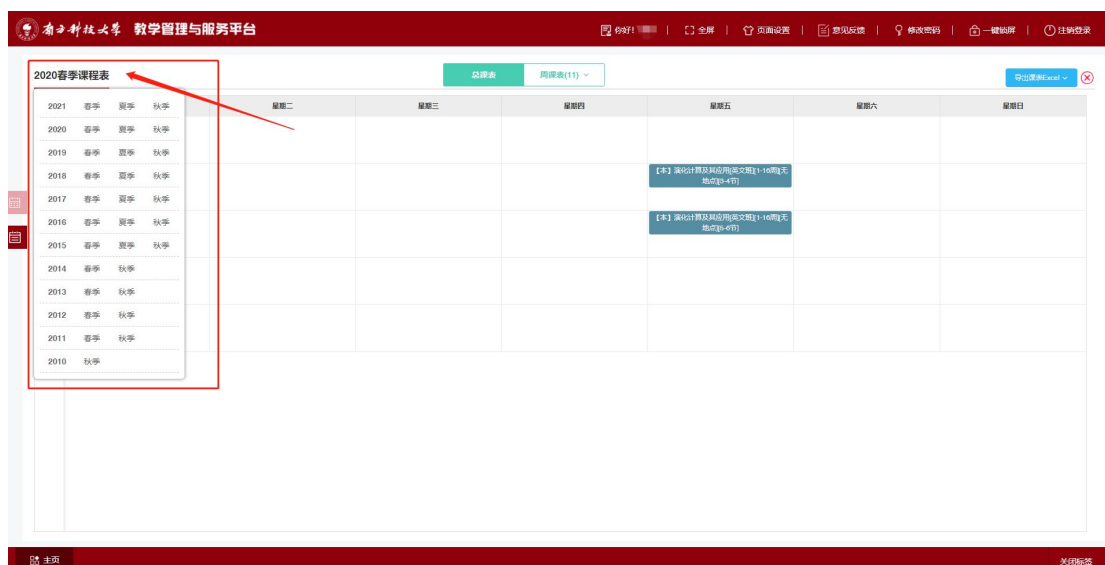 南方科技大学 教学管理与服务平台
你好! | 全屏 | 页面设置 | 意见反馈 | 修改密码 | 一键锁屏 | 注销登录
2020春季课程表 总课表 周课表(11) 导出课表Excel
星期二 星期三 星期四 星期五 星期六 星期日
2021 春季 夏季 秋季
2020 春季 夏季 秋季
2019 春季 夏季 秋季
2018 春季 夏季 秋季
2017 春季 夏季 秋季
2016 春季 夏季 秋季
2015 春季 夏季 秋季
2014 春季 秋季
2013 春季 秋季
2012 春季 秋季
2011 春季 秋季
2010 秋季
【本】演化计算及其应用[英文班][1-16周][无
地点][3-4节]
【本】演化计算及其应用[英文班][1-16周][无
地点][5-6节]
主页 关闭标签